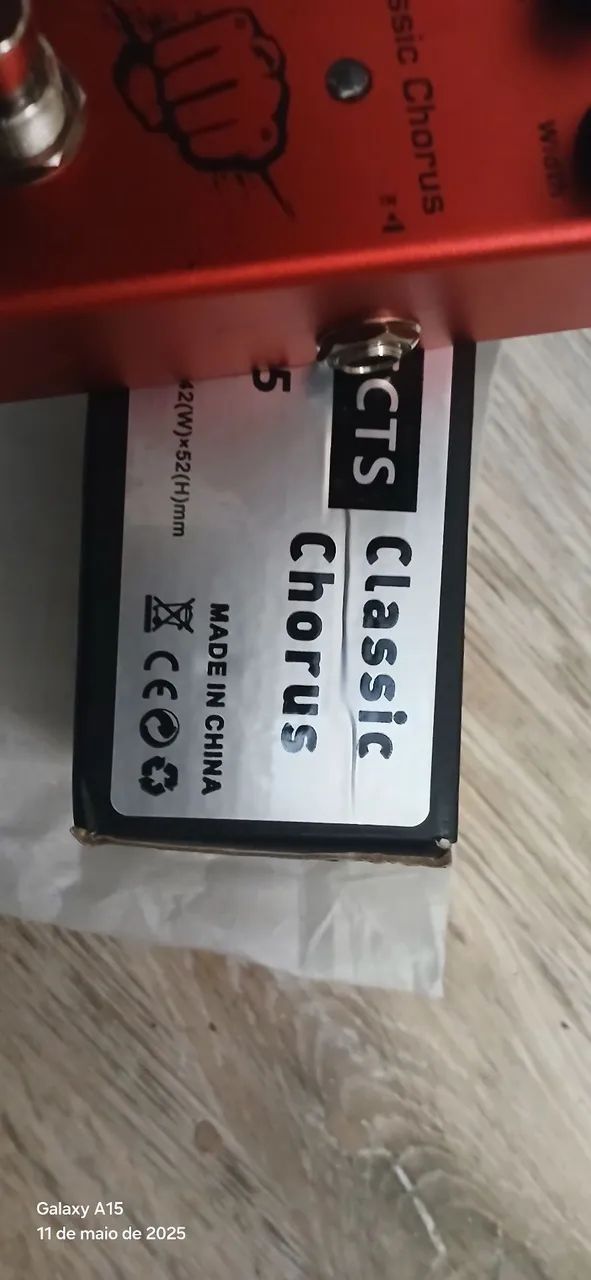 ssic Chorus
Width
CTS Classic
Chorus
5
42(W)×52(H)mm
MADE IN CHINA
CE
Galaxy A15
11 de maio de 2025